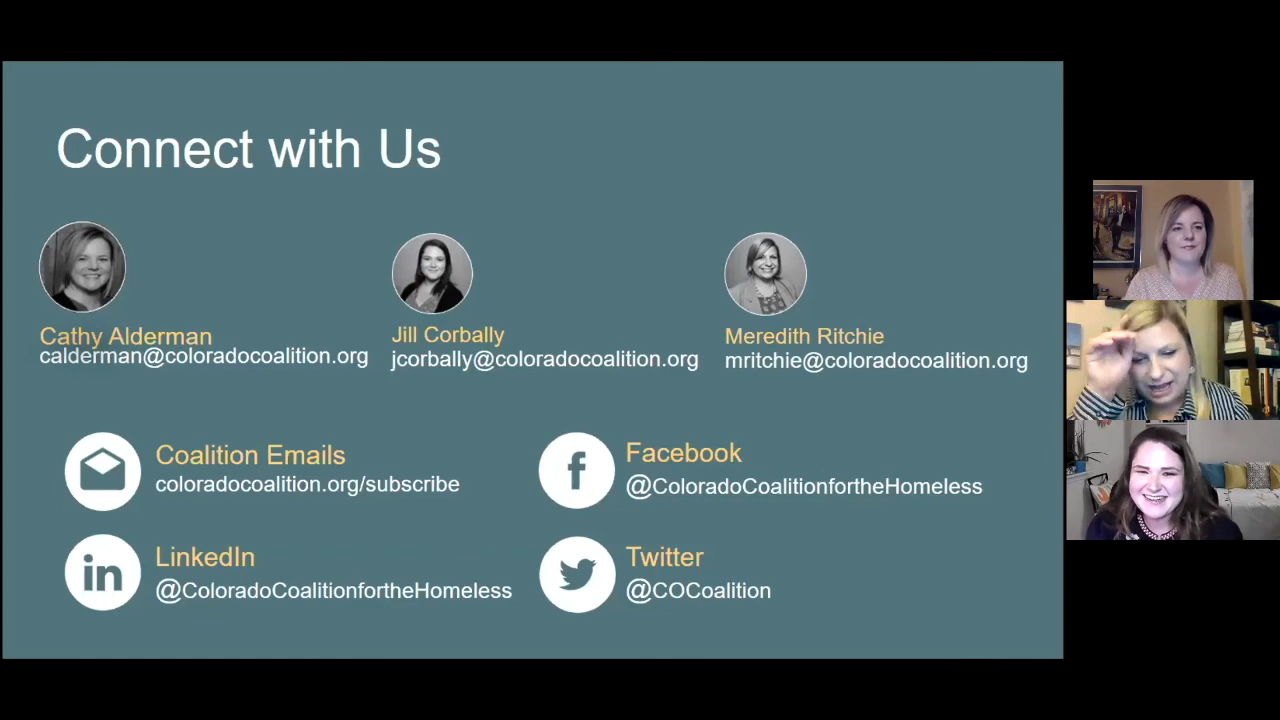 Connect with Us
Cathy Alderman
calderman@coloradocoalition.org
Jill Corbally
jcorbally@coloradocoalition.org
Meredith Ritchie
mritchie@coloradocoalition.org
Coalition Emails
coloradocoalition.org/subscribe
Facebook
@ColoradoCoalitionfortheHomeless
LinkedIn
@ColoradoCoalitionfortheHomeless
Twitter
@COCoalition